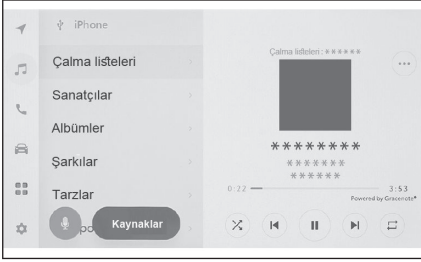 iPhone
Çalma listeleri
Sanatçılar
Albümler
Şarkılar
Tarzlar
Kaynaklar
Çalma listeleri : ******
********
*******
******
0:22
3:53
Powered by Gracenote®